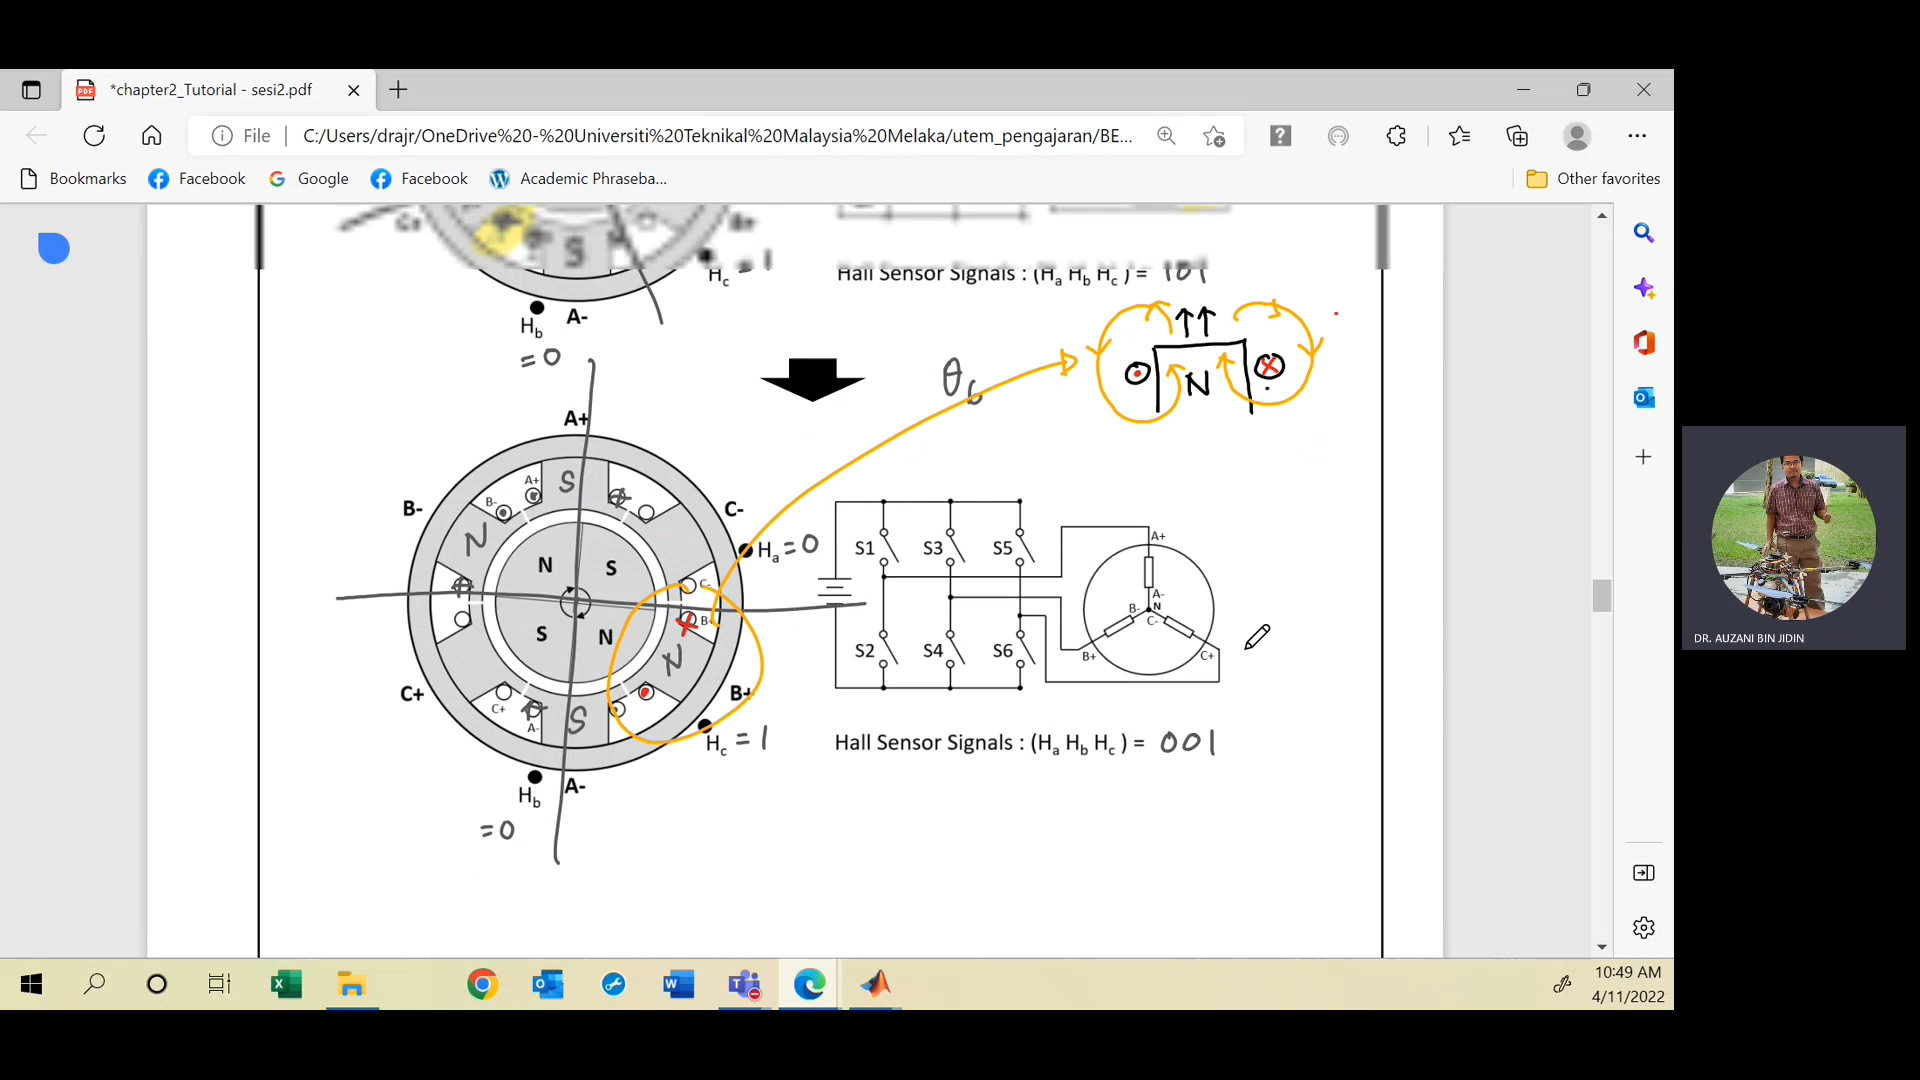 *chapter2_Tutorial - sesi2.pdf
File
C:/Users/drajr/OneDrive%20-%20Universiti%20Teknikal%20Malaysia%20Melaka/utem_pengajaran/BE...
Bookmarks Facebook Google Facebook Academic Phraseba... Other favorites
S
Hc = 1
Hall Sensor Signals : (Ha Hb Hc ) = 101
Hb
A-
=0
θb
N
A+
B-
C-
A+
B-
S
N
Ha =0
N S
S N
C-
B+
N
C+
B+
C+
A-
S
Hc = 1
Hb
A-
=0
S1 S3 S5
S2 S4 S6
A+
A-
B- N
C-
B+
C+
Hall Sensor Signals : (Ha Hb Hc ) = 001
DR. AUZANI BIN JIDIN
10:49 AM
4/11/2022